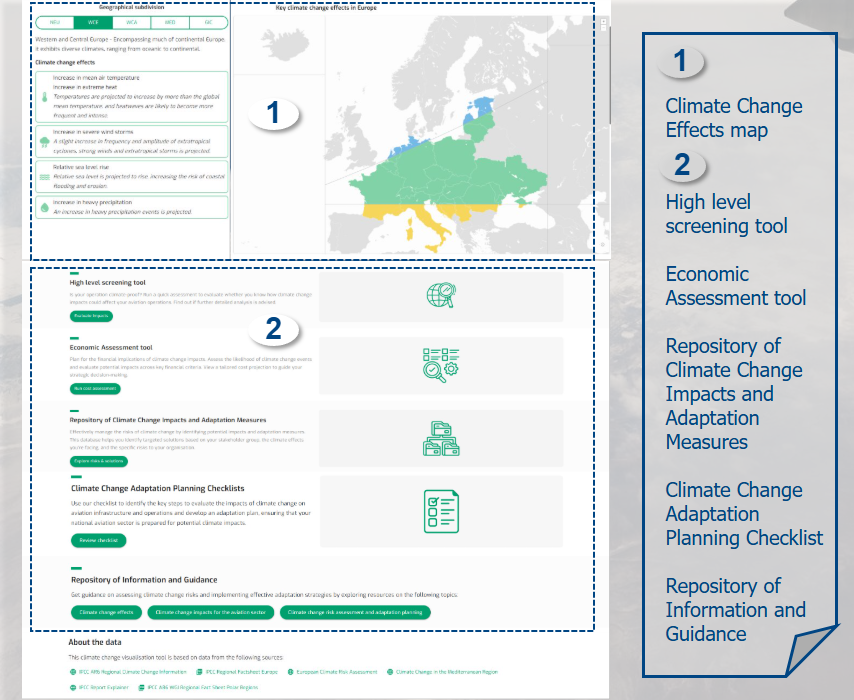 Geographical subdivision
NEU WCE WCA MED EIC
Western and Central Europe - Encompassing much of continental Europe,
it exhibits diverse climates, ranging from oceanic to continental.
Climate change effects
Increase in mean air temperature
Increase in extreme heat
Temperatures are projected to increase by more than the global
mean temperature, and heatwaves are likely to become more
frequent and intense.
Increase in severe wind storms
A slight increase in frequency and amplitude of extratropical
cyclones, strong winds and extratropical storms is projected.
Relative sea level rise
Relative sea level is projected to rise, increasing the risk of coastal
flooding and erosion.
Increase in heavy precipitation
An increase in heavy precipitation events is projected.
Key climate change effects in Europe
1
High level screening tool
Is your operation climate proof? Run a quick assessment to evaluate whether you know how climate change
impacts could affect your aviation operations. Find out if further detailed analysis is relevant.
Evaluate impacts
2
Economic Assessment tool
Plan for the financial implications of climate change impacts. Assess the likelihood of climate change events
and evaluate potential impacts across key financial criteria. View a tailored cost projection to guide your
strategic decision-making.
Run cost assessment
Repository of Climate Change Impacts and Adaptation Measures
Effectively manage the risks of climate change by identifying potential impacts and adaptation measures.
This database helps you identify targeted solutions based on your stakeholder group, the climate effects
you're facing, and the specific risks to your organisation.
Explore risks & solutions
Climate Change Adaptation Planning Checklists
Use our checklist to identify the key steps to evaluate the impacts of climate change on
aviation infrastructure and operations and develop an adaptation plan, ensuring that your
national aviation sector is prepared for potential climate impacts.
Review checklist
Repository of Information and Guidance
Get guidance on assessing climate change risks and implementing effective adaptation strategies by exploring resources on the following topics:
Climate change effects Climate change impacts for the aviation sector Climate change risk assessment and adaptation planning
About the data
This climate change visualisation tool is based on data from the following sources:
IPCC AR6 Regional Climate Change Information IPCC Regional Factsheet Europe European Climate Risk Assessment Climate Change in the Mediterranean Region
IPCC Report Explainer IPCC AR6 WGI Regional Fact Sheet Polar Regions
1
Climate Change
Effects map
2
High level
screening tool
Economic
Assessment tool
Repository of
Climate Change
Impacts and
Adaptation
Measures
Climate Change
Adaptation
Planning Checklist
Repository of
Information and
Guidance